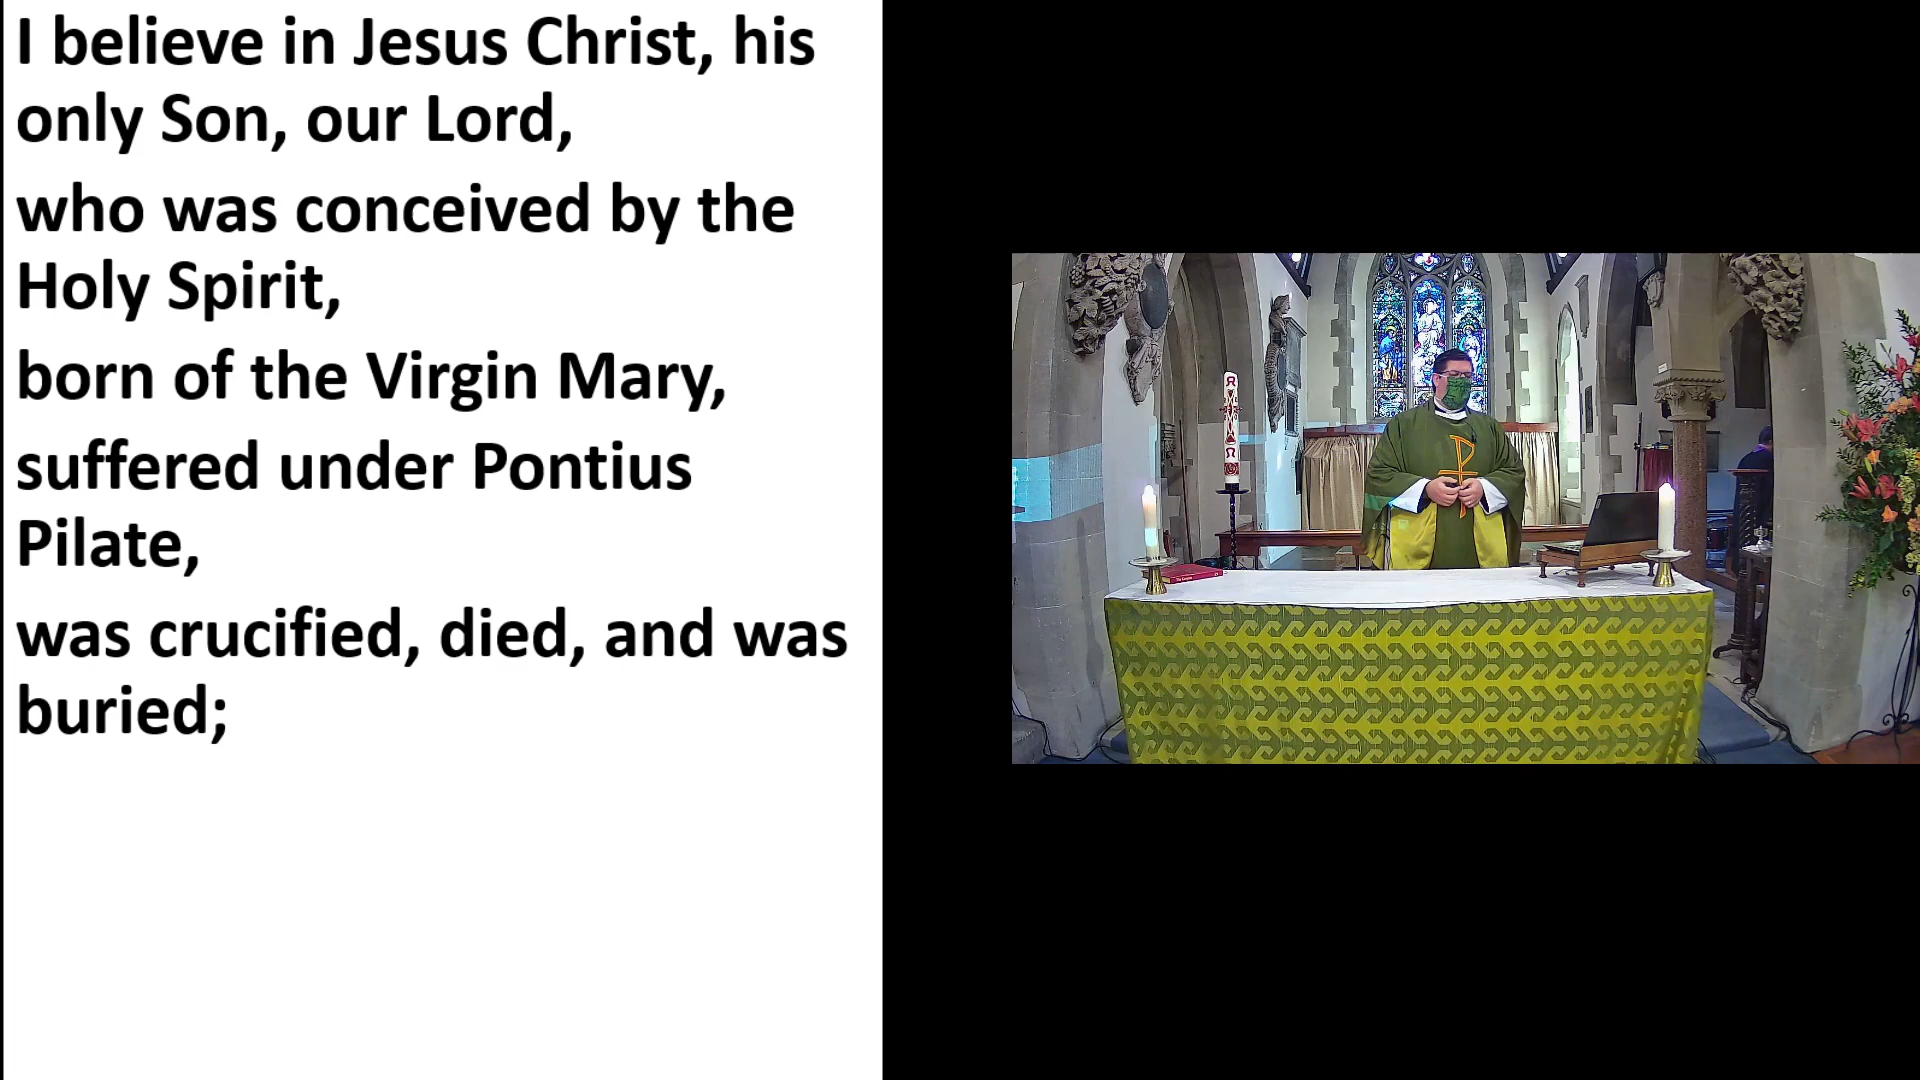 I believe in Jesus Christ, his
only Son, our Lord,
who was conceived by the
Holy Spirit,
born of the Virgin Mary,
suffered under Pontius
Pilate,
was crucified, died, and was
buried;